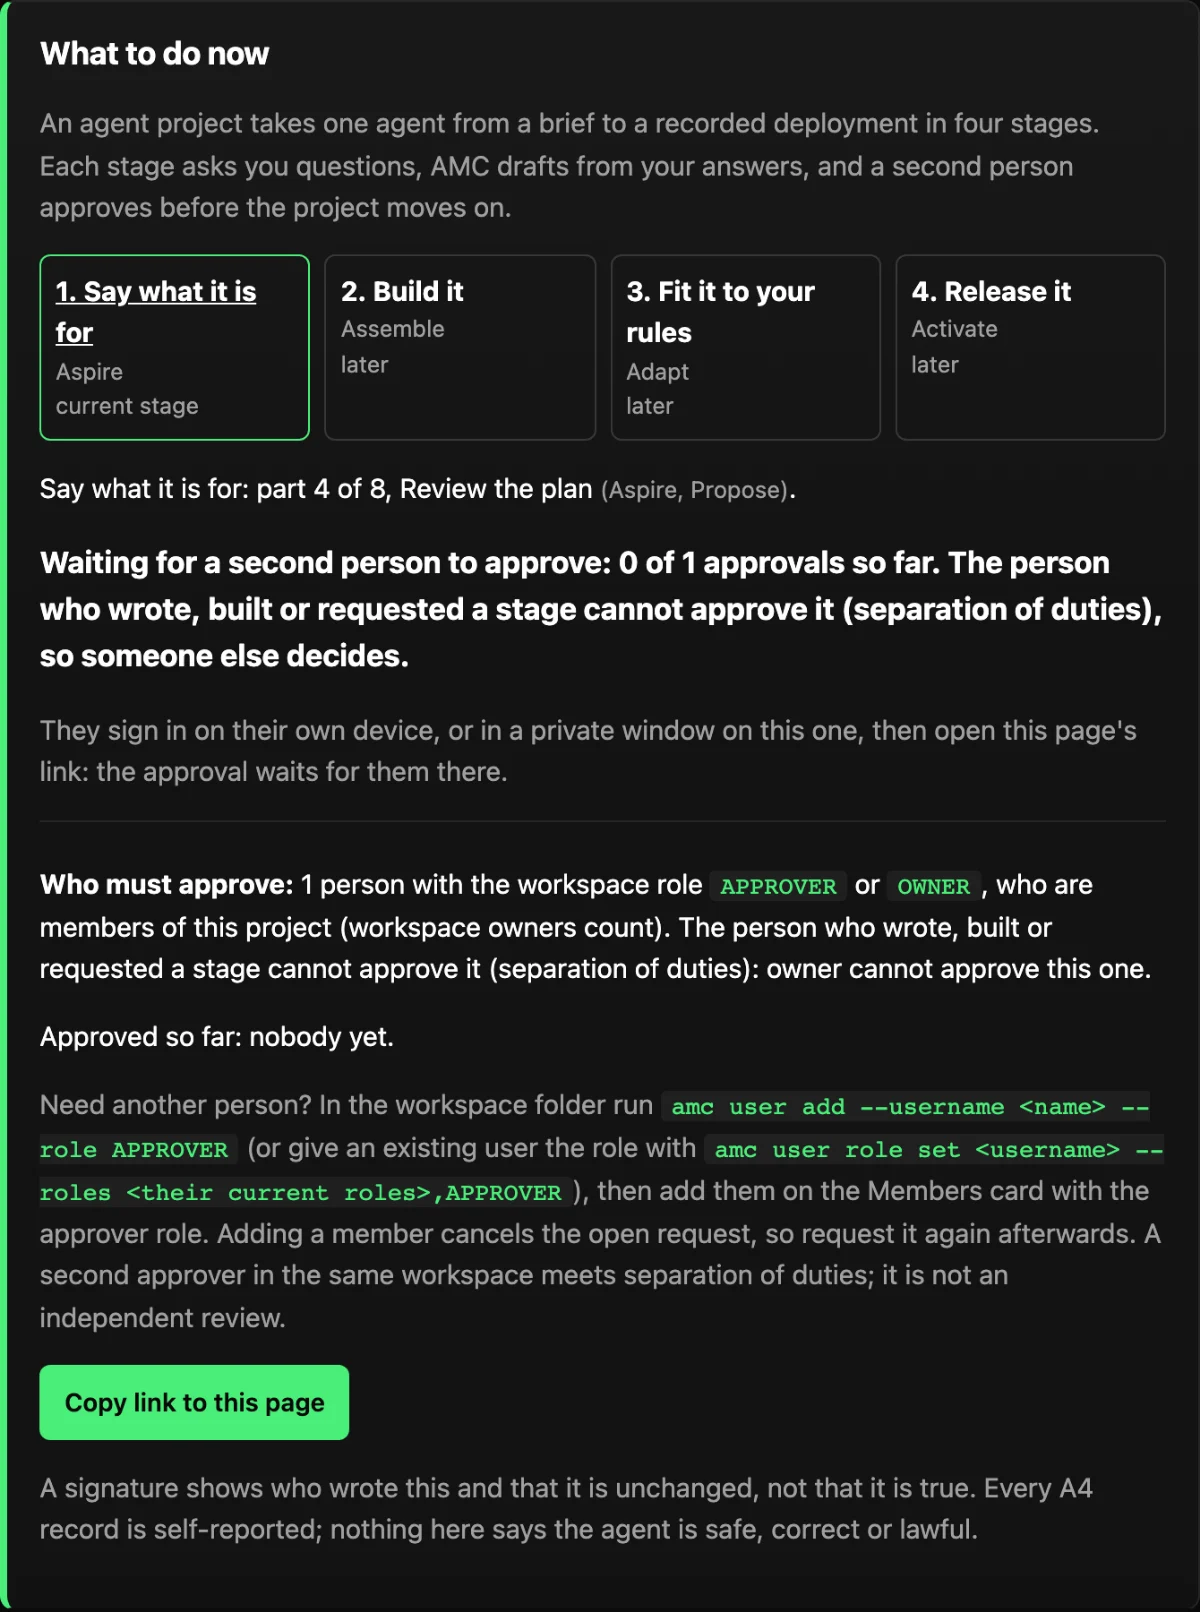 What to do now
An agent project takes one agent from a brief to a recorded deployment in four stages.
Each stage asks you questions, AMC drafts from your answers, and a second person
approves before the project moves on.
1. Say what it is
for
Aspire
current stage
2. Build it
Assemble
later
3. Fit it to your
rules
Adapt
later
4. Release it
Activate
later
Say what it is for: part 4 of 8, Review the plan (Aspire, Propose).
Waiting for a second person to approve: 0 of 1 approvals so far. The person
who wrote, built or requested a stage cannot approve it (separation of duties),
so someone else decides.
They sign in on their own device, or in a private window on this one, then open this page's
link: the approval waits for them there.
Who must approve: 1 person with the workspace role APPROVER or OWNER, who are
members of this project (workspace owners count). The person who wrote, built or
requested a stage cannot approve it (separation of duties): owner cannot approve this one.
Approved so far: nobody yet.
Need another person? In the workspace folder run amc user add --username <name> --
role APPROVER (or give an existing user the role with amc user role set <username> --
roles <their current roles>,APPROVER), then add them on the Members card with the
approver role. Adding a member cancels the open request, so request it again afterwards. A
second approver in the same workspace meets separation of duties; it is not an
independent review.
Copy link to this page
A signature shows who wrote this and that it is unchanged, not that it is true. Every A4
record is self-reported; nothing here says the agent is safe, correct or lawful.